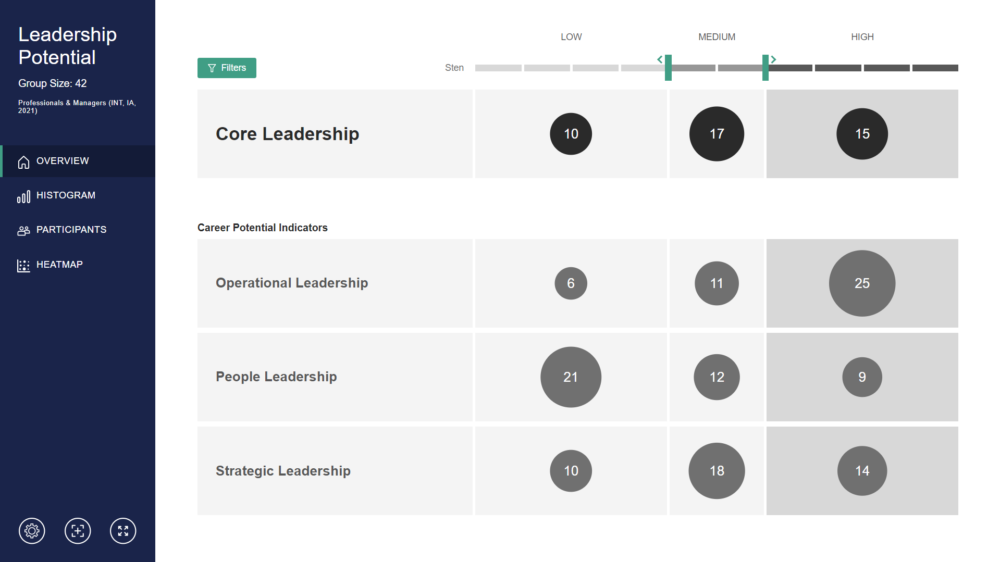 Leadership
Potential
Group Size: 42
Professionals & Managers (INT, IA,
2021)
OVERVIEW
HISTOGRAM
PARTICIPANTS
HEATMAP
LOW MEDIUM HIGH
Filters
Sten
Core Leadership 10 17 15
Career Potential Indicators
Operational Leadership 6 11 25
People Leadership 21 12 9
Strategic Leadership 10 18 14